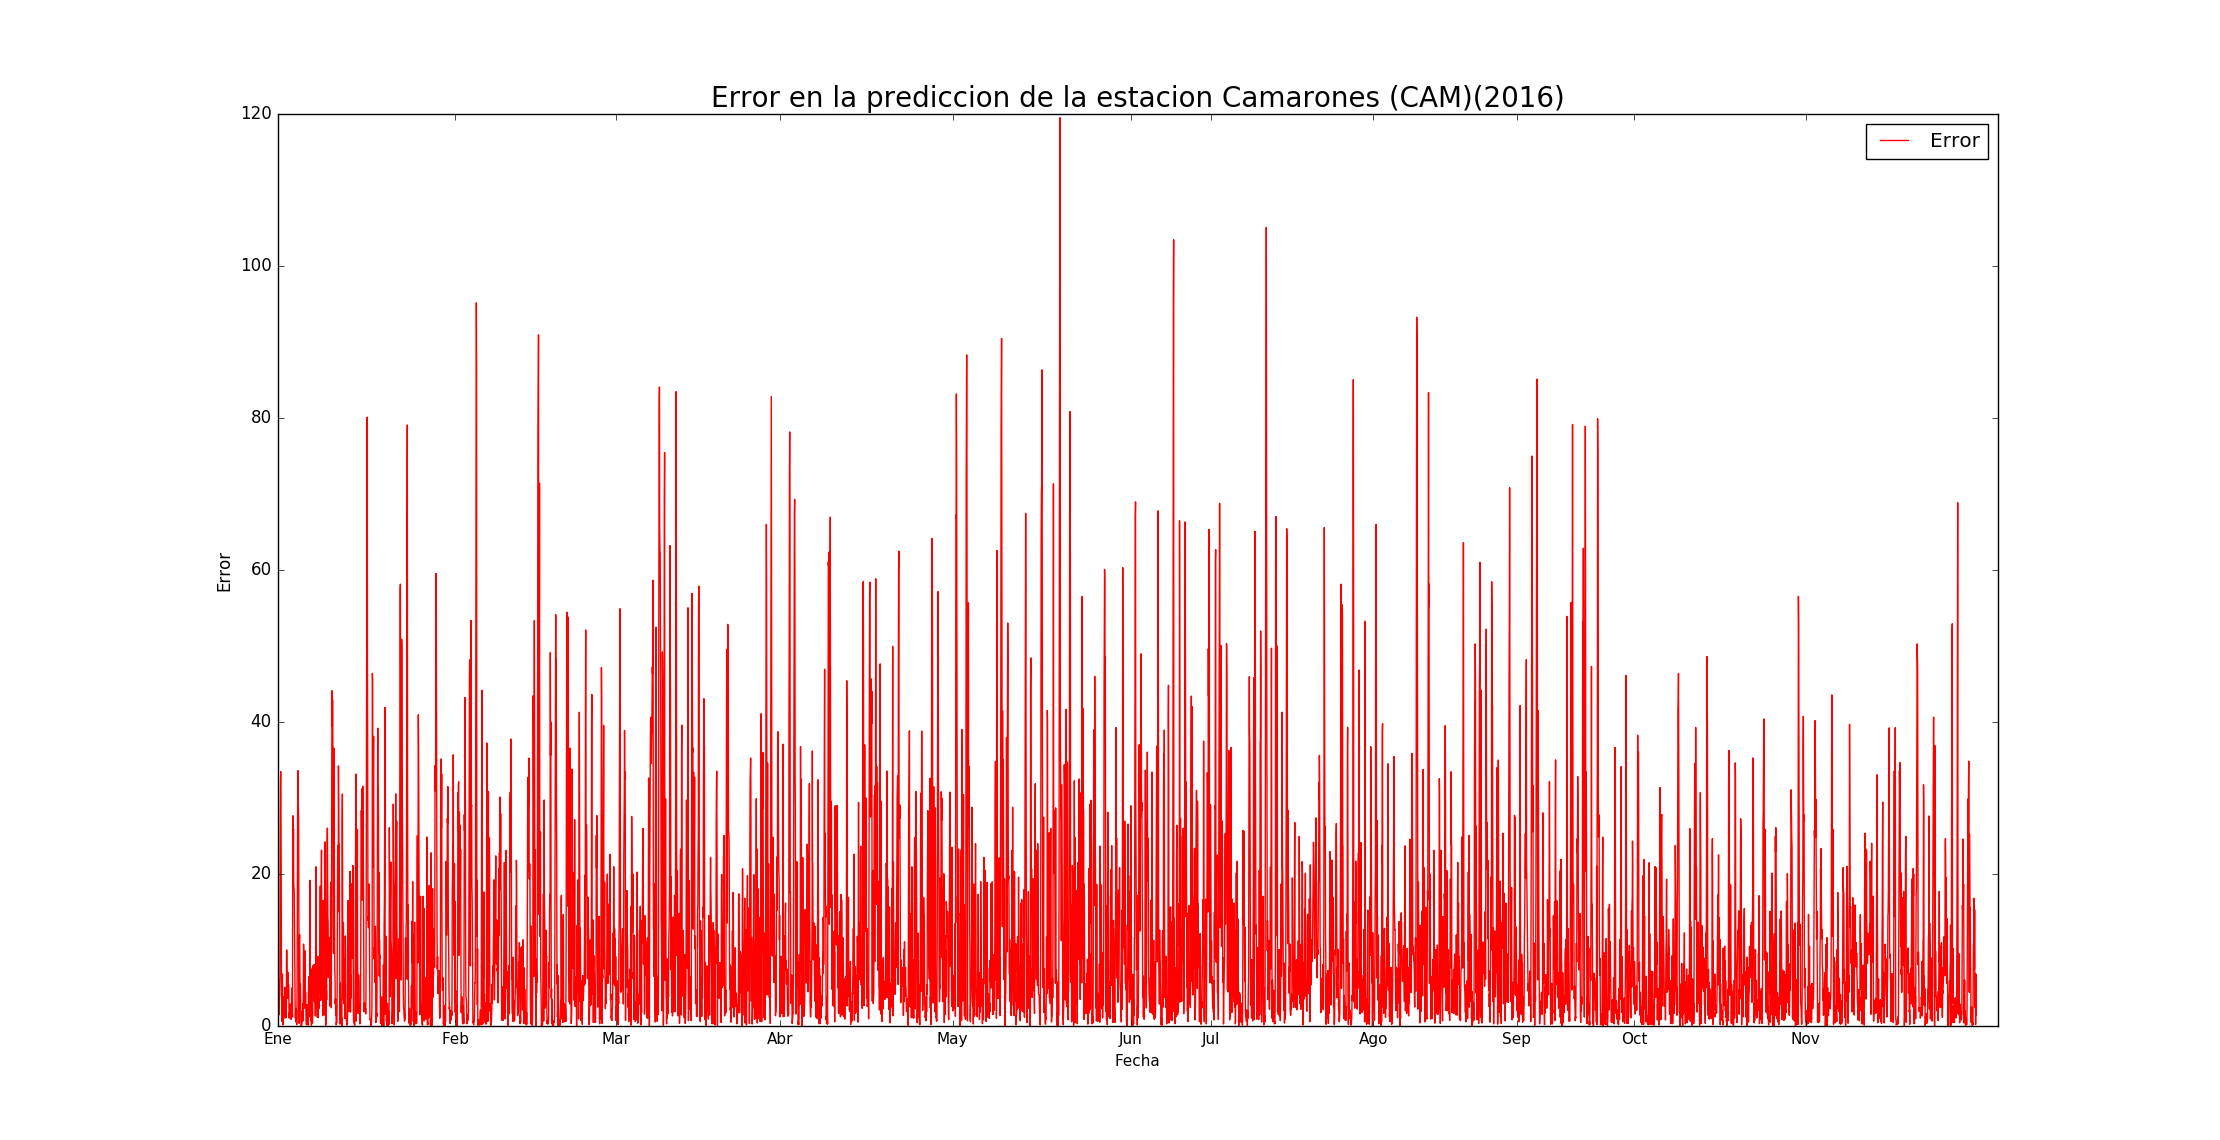 Error en la prediccion de la estacion Camarones (CAM)(2016)
120
100
80
60
40
20
0
Error
Error
Ene Feb Mar Abr May Jun Jul Ago Sep Oct Nov
Fecha